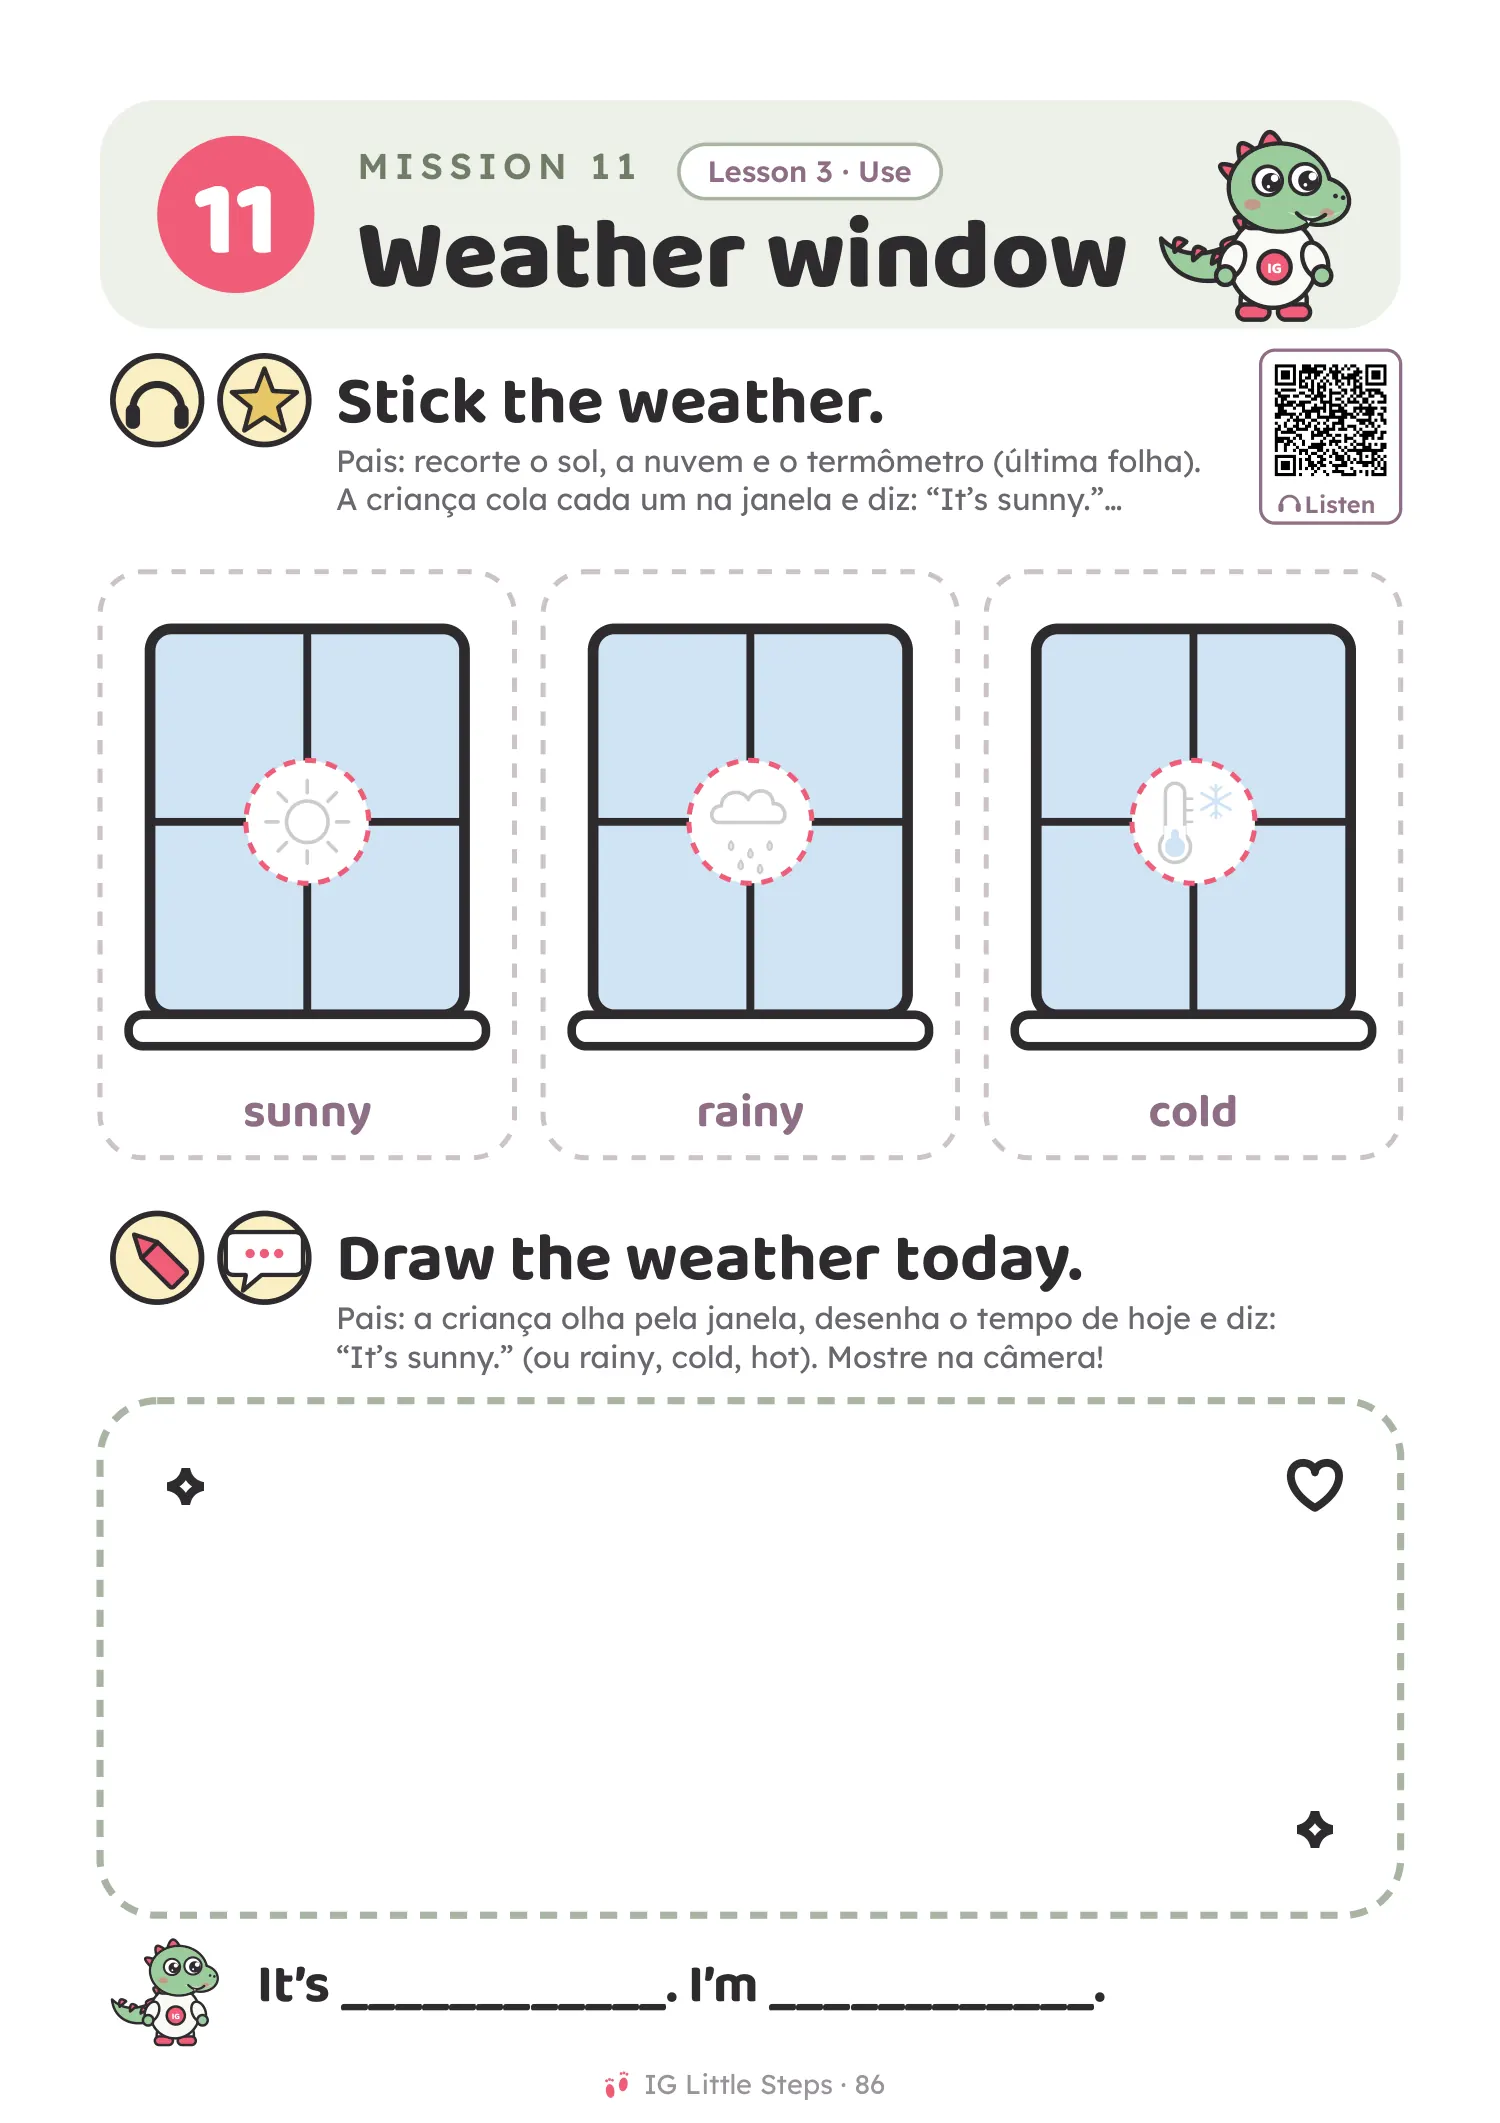 11
MISSION 11
Lesson 3 · Use
Weather window
IG
Stick the weather.
Pais: recorte o sol, a nuvem e o termômetro (última folha).
A criança cola cada um na janela e diz: “It’s sunny.”...
Listen
sunny
rainy
cold
Draw the weather today.
Pais: a criança olha pela janela, desenha o tempo de hoje e diz:
“It’s sunny.” (ou rainy, cold, hot). Mostre na câmera!
IG
It’s ____________. I’m ____________.
IG Little Steps · 86